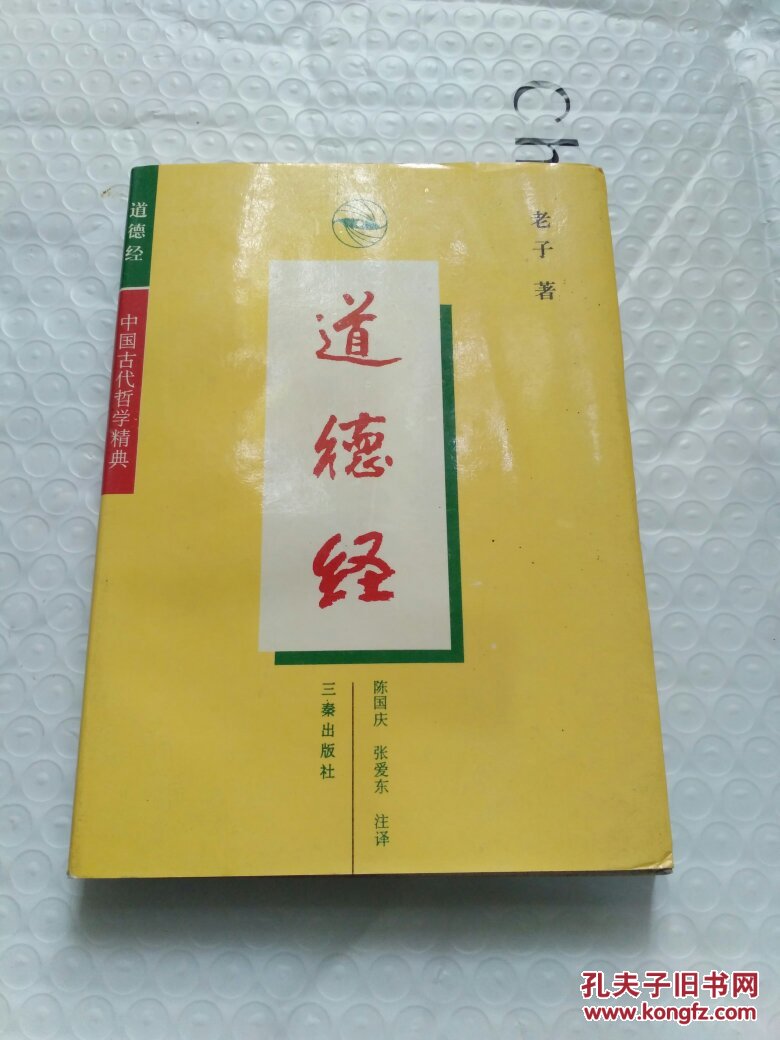 Ch
老子 著
道德经
道德经
中国古代哲学精典
陈国庆 张爱东 注译
三秦出版社
孔夫子旧书网
www.kongfz.com